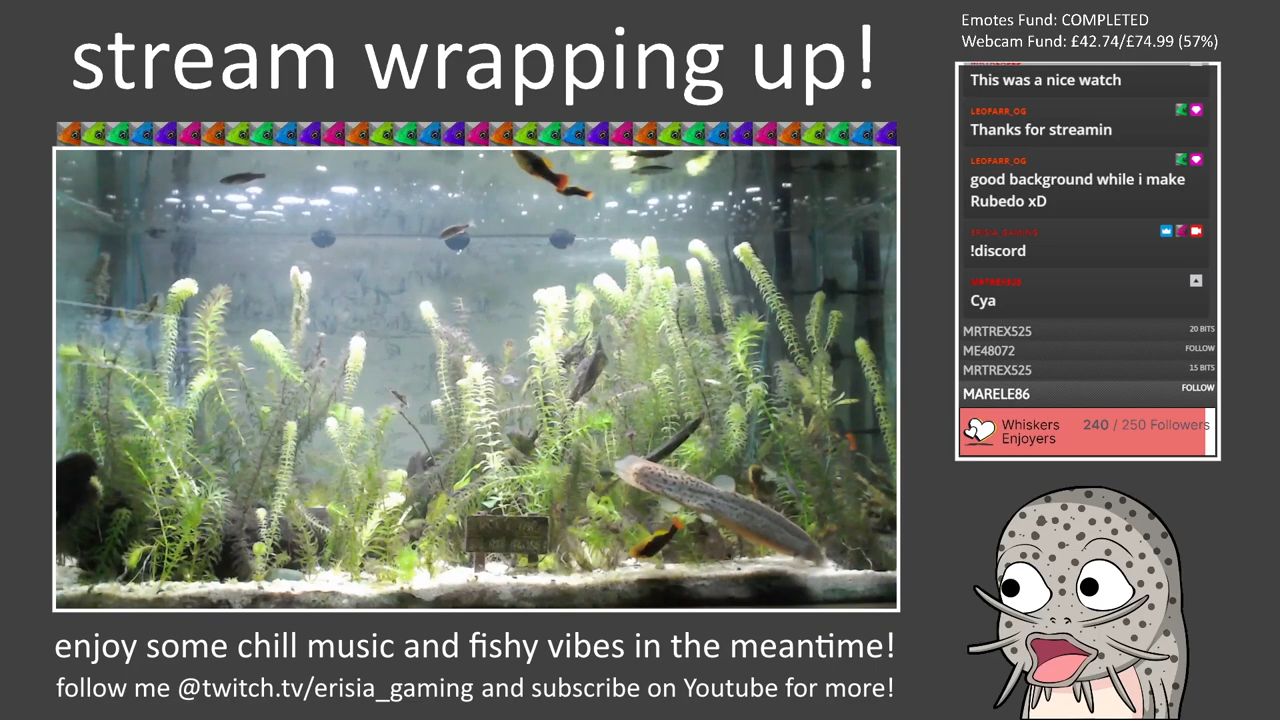 stream wrapping up!
Emotes Fund: COMPLETED
Webcam Fund: £42.74/£74.99 (57%)
This was a nice watch
LEOFARR_OG
Thanks for streamin
LEOFARR_OG
good background while i make
Rubedo xD
ERISIA_GAMING
!discord
MRTREX525
Cya
MRTREX525 20 BITS
ME48072 FOLLOW
MRTREX525 15 BITS
MARELE86 FOLLOW
Whiskers
Enjoyers
240 / 250 Followers
enjoy some chill music and fishy vibes in the meantime!
follow me @twitch.tv/erisia_gaming and subscribe on Youtube for more!